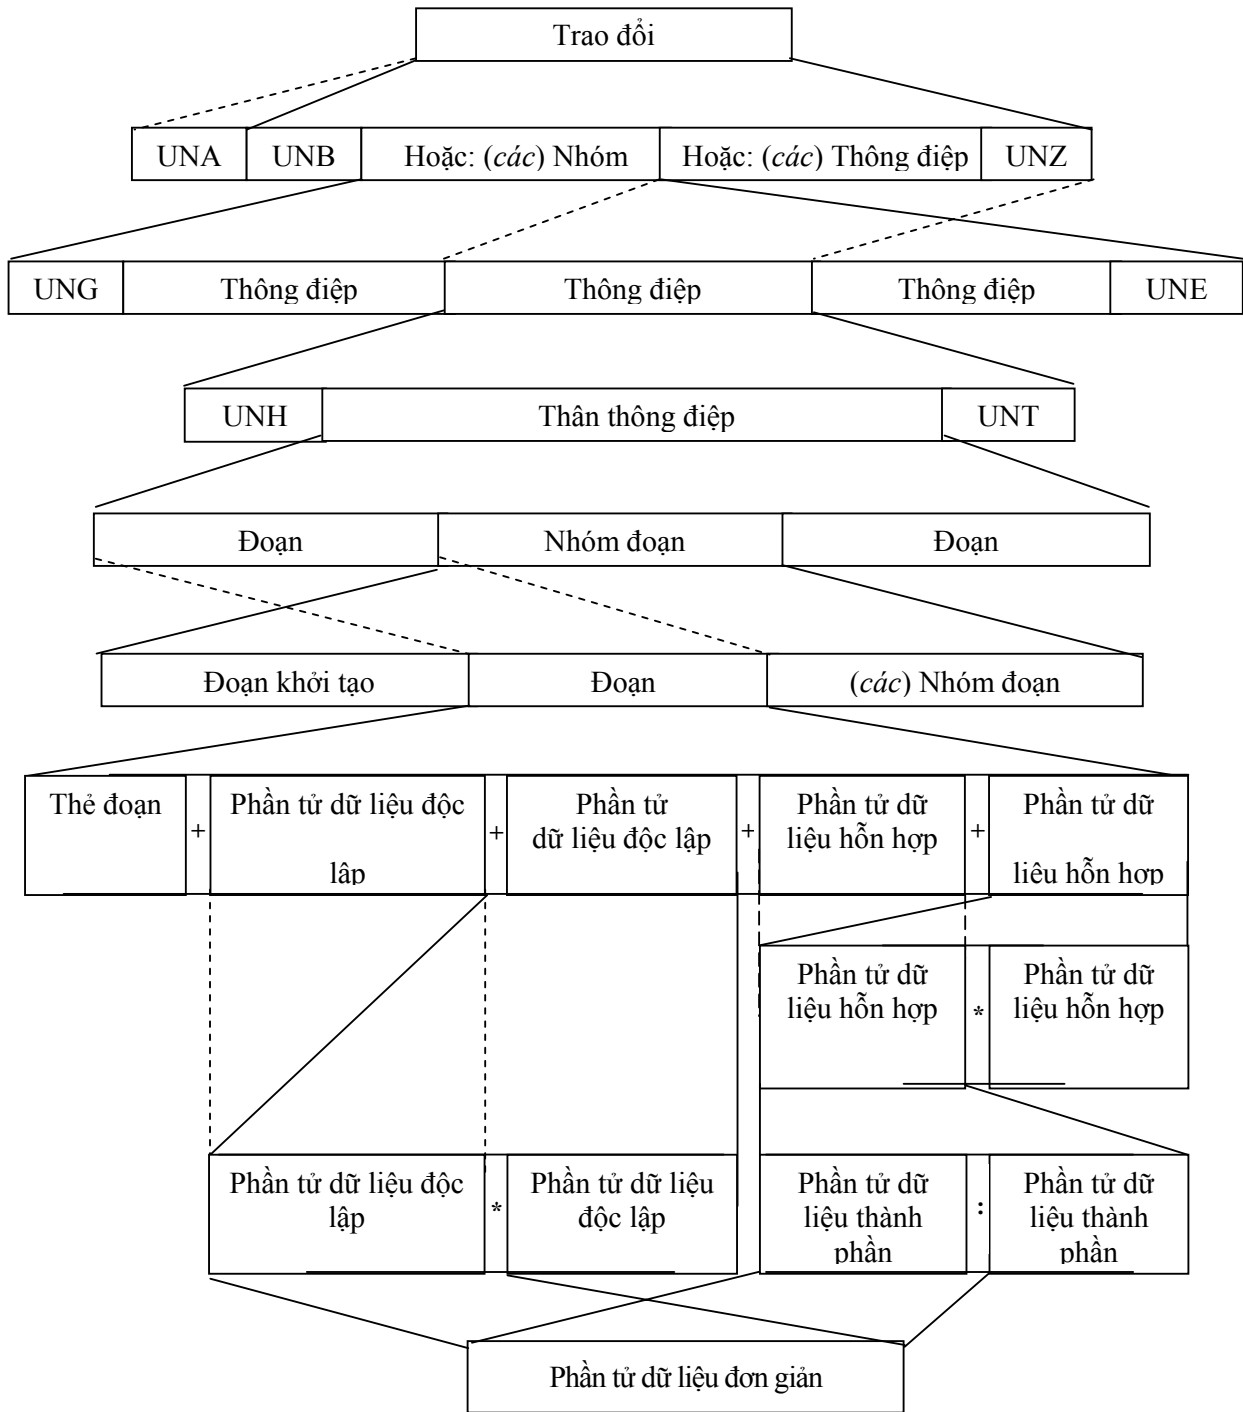 Trao đổi
UNA UNB Hoặc: (các) Nhóm Hoặc: (các) Thông điệp UNZ
UNG Thông điệp Thông điệp Thông điệp UNE
UNH Thân thông điệp UNT
Đoạn Nhóm đoạn Đoạn
Đoạn khởi tạo Đoạn (các) Nhóm đoạn
Thẻ đoạn
+
Phần tử dữ liệu độc
lập
+
Phần tử
dữ liệu độc lập
+
Phần tử dữ
liệu hỗn hợp
+
Phần tử dữ
liệu hỗn hợp
Phần tử dữ
liệu hỗn hợp
*
Phần tử dữ
liệu hỗn hợp
Phần tử dữ liệu độc
lập
*
Phần tử dữ liệu
độc lập
Phần tử dữ
liệu thành
phần
:
Phần tử dữ
liệu thành
phần
Phần tử dữ liệu đơn giản